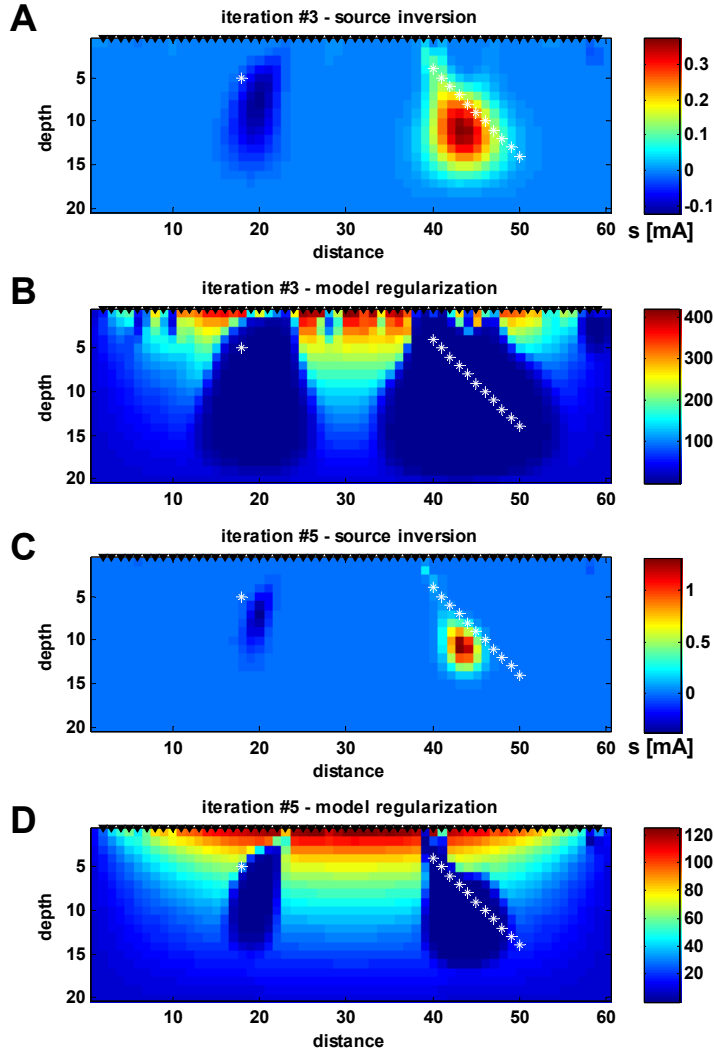 A
iteration #3 - source inversion
depth
5
10
15
20
10 20 30 40 50 60
distance
0.3
0.2
0.1
0
-0.1
s [mA]
B
iteration #3 - model regularization
depth
5
10
15
20
10 20 30 40 50 60
400
300
200
100
C
iteration #5 - source inversion
depth
5
10
15
20
10 20 30 40 50 60
distance
1
0
s [mA]
D
iteration #5 - model regularization
depth
5
10
15
20
10 20 30 40 50 60
distance
120
100
80
60
40
20